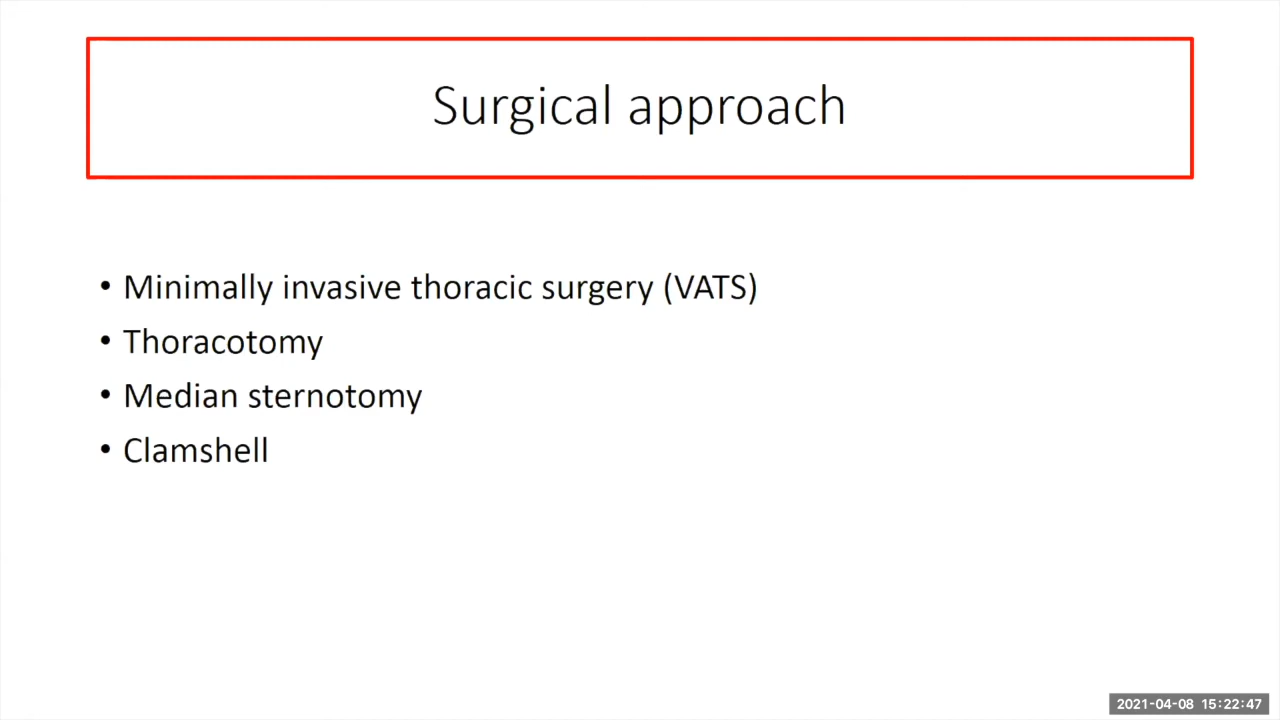 Surgical approach
• Minimally invasive thoracic surgery (VATS)
• Thoracotomy
• Median sternotomy
• Clamshell
2021-04-08 15:22:47